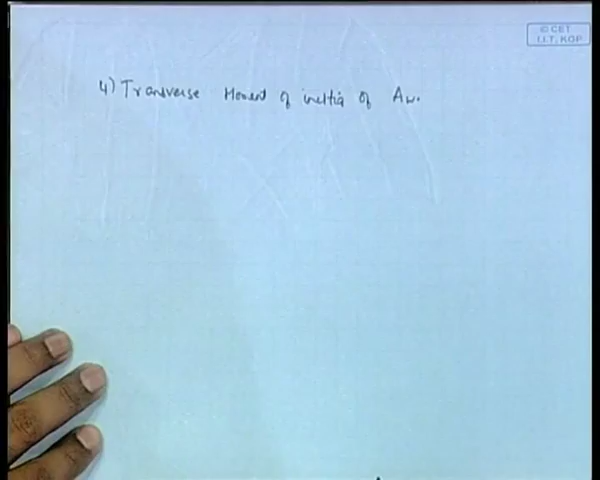 © CET
I.I.T. KGP
4) Transverse Moment of inertia of Aw.